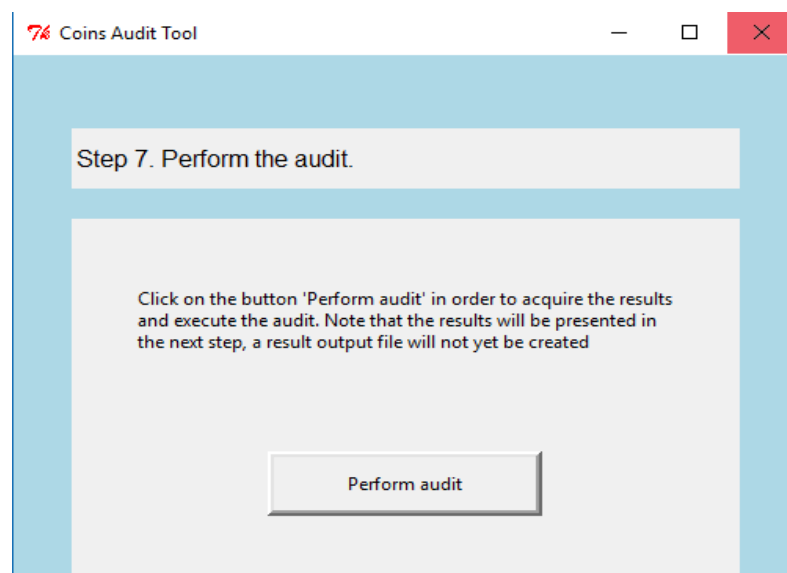 Coins Audit Tool
Step 7. Perform the audit.
Click on the button 'Perform audit' in order to acquire the results
and execute the audit. Note that the results will be presented in
the next step, a result output file will not yet be created
Perform audit